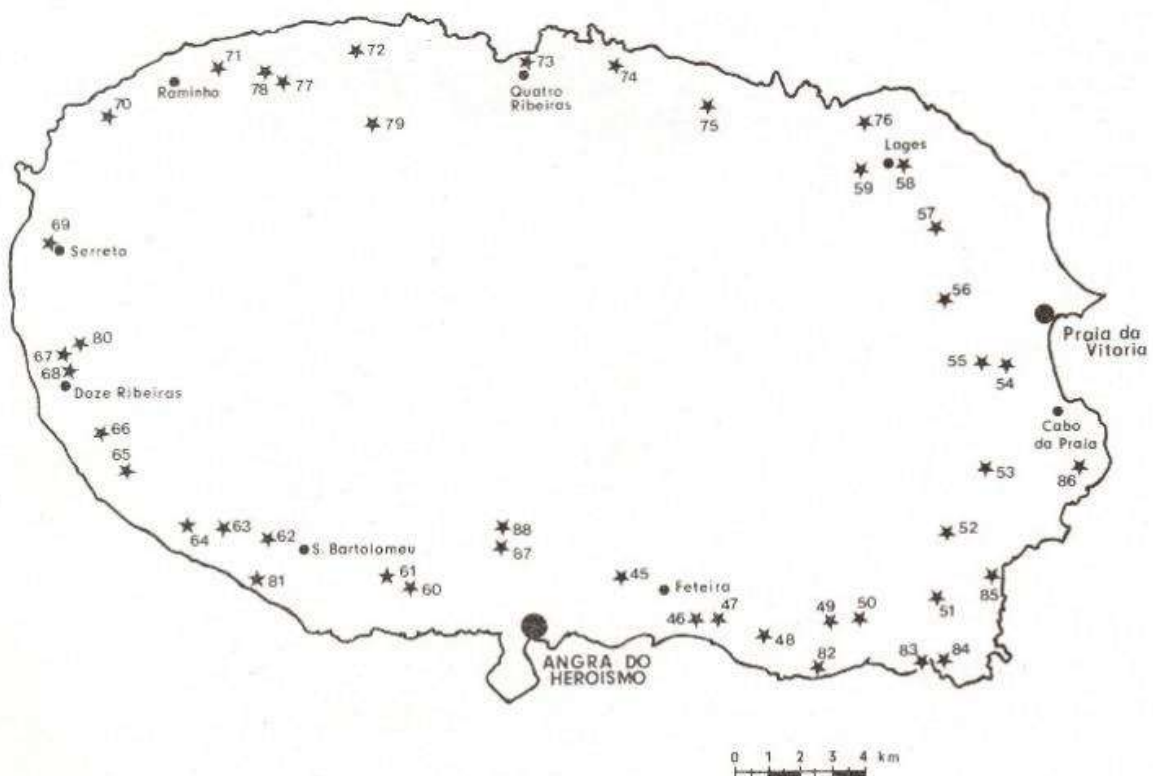 72
71
73
78
77
74
Raminho
Quatro
Ribeiras
70
79
75
76
Lages
59
58
57
69
Serreta
56
80
67
68
Doze Ribeiras
Praia da
Vitoria
55
54
66
Cabo
da Praia
65
53
86
64
63
62
88
52
S. Bartolomeu
87
81
61
60
45
Feteira
85
51
46
47
49
50
48
82
83
84
ANGRA DO
HEROISMO
0 1 2 3 4 km